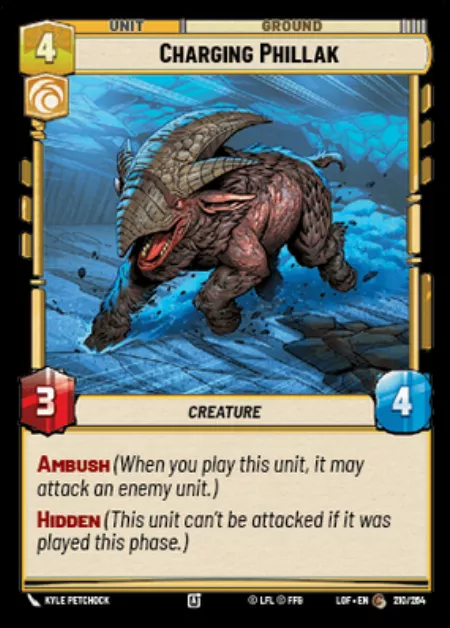 UNIT GROUND
4 CHARGING PHILLAK
3 CREATURE 4
AMBUSH (When you play this unit, it may
attack an enemy unit.)
HIDDEN (This unit can't be attacked if it was
played this phase.)
KYLE PETCHOCK © LFL © FFG LOF • EN 210/264